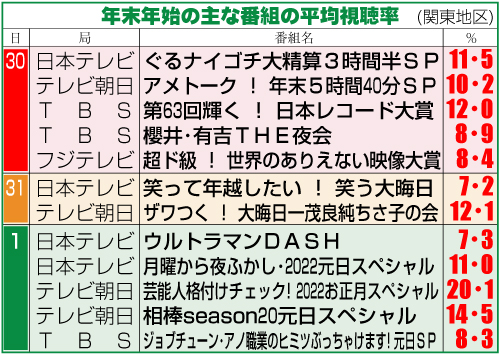 年末年始の主な番組の平均視聴率 (関東地区)
日 局 番組名 %
30 日本テレビ ぐるナイゴチ大精算3時間半SP 11・5
テレビ朝日 アメトーク!年末5時間40分SP 10・2
TBS 第63回輝く!日本レコード大賞 12・0
TBS 櫻井・有吉THE夜会 8・9
フジテレビ 超ド級!世界のありえない映像大賞 8・4
31 日本テレビ 笑って年越したい!笑う大晦日 7・2
テレビ朝日 ザワつく!大晦日一茂良純ちさ子の会 12・1
1 日本テレビ ウルトラマンDASH 7・3
日本テレビ 月曜から夜ふかし・2022元日スペシャル 11・0
テレビ朝日 芸能人格付けチェック!2022お正月スペシャル 20・1
テレビ朝日 相棒season20元日スペシャル 14・5
TBS ジョブチューン・アノ職業のヒミツぶっちゃけます!元日SP 8・3